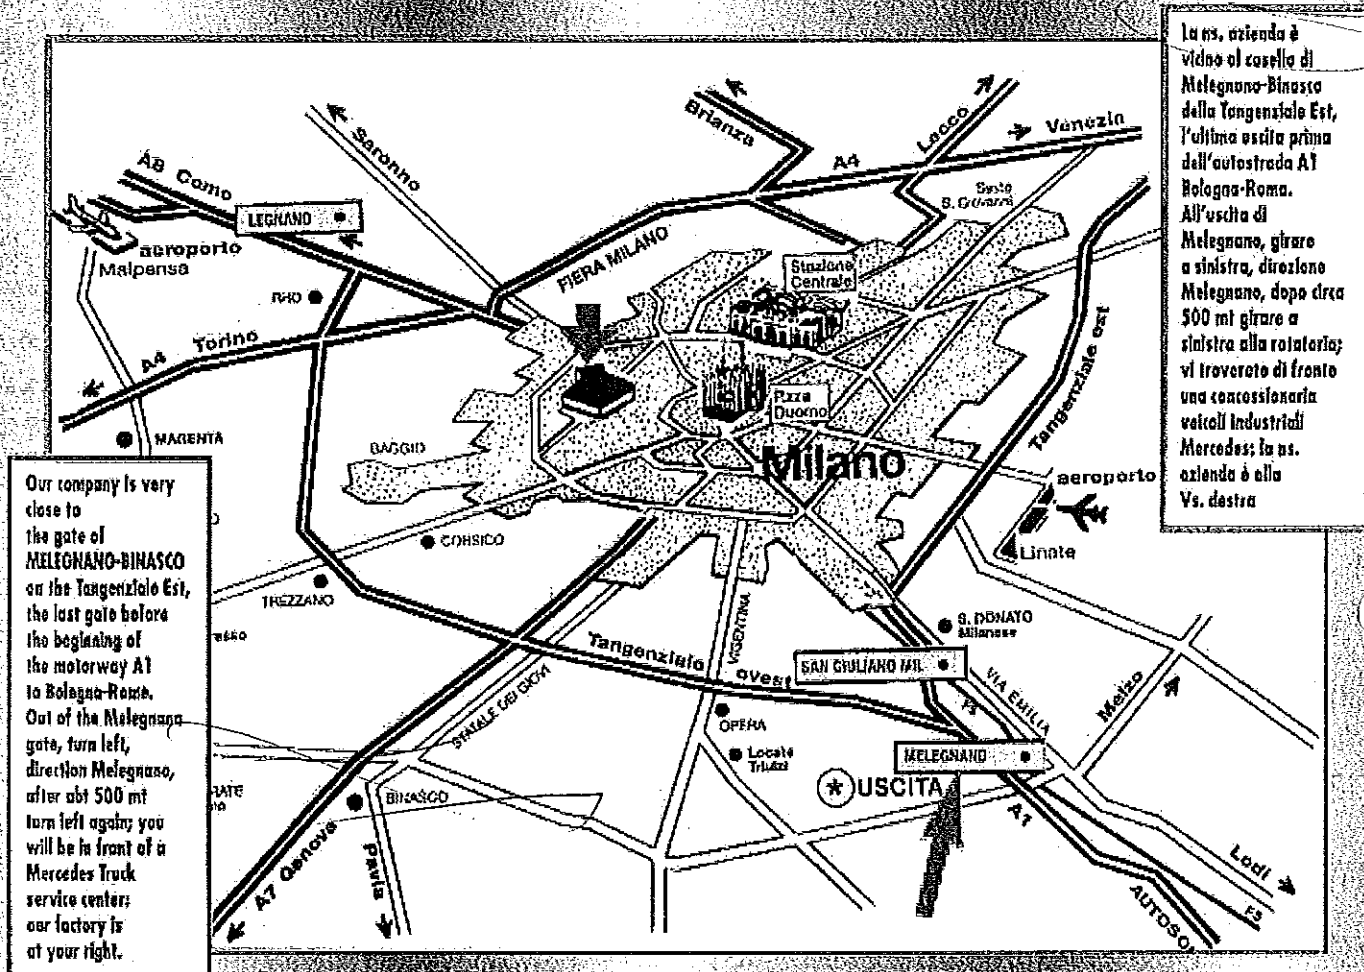 La ns. azienda è
vicino al casello di
Melegnano-Binasco
della Tangenziale Est,
l'ultima uscita prima
dell'autostrada A1
Bologna-Roma.
All'uscita di
Melegnano, girare
a sinistra, direzione
Melegnano, dopo circa
500 mt girare a
sinistra alla rotatoria;
vi troverete di fronte
una concessionaria
veicoli industriali
Mercedes; la ns.
azienda è alla
Vs. destra
Brianza
Lecco
Venezia
A4
Saronno
A8 Como
LEGNANO
Sesto
S. Giovanni
aeroporto
Malpensa
FIERA MILANO
Stazione
Centrale
RHO
A4 Torino
Tangenziale est
P.zza
Duomo
MAGENTA
BAGGIO
Milano
aeroporto
Linate
CORSICO
TREZZANO
Our company is very
close to
the gate of
MELEGNANO-BINASCO
on the Tangenziale Est,
the last gate before
the beginning of
the motorway A1
to Bologna-Rome.
Out of the Melegnano
gate, turn left,
direction Melegnano,
after abt 500 mt
turn left again; you
will be in front of a
Mercedes Truck
service center;
our factory is
at your right.
S. DONATO
Milanese
Tangenziale ovest
VIGENTINA
SAN GIULIANO MIL.
VIA EMILIA
Melzo
STATALE DEI GIOVI
OPERA
FS
Locate
Triulzi
MELEGNANO
USCITA
BINASCO
A1
A7 Genova
Pavia
Lodi
FS
AUTOSO